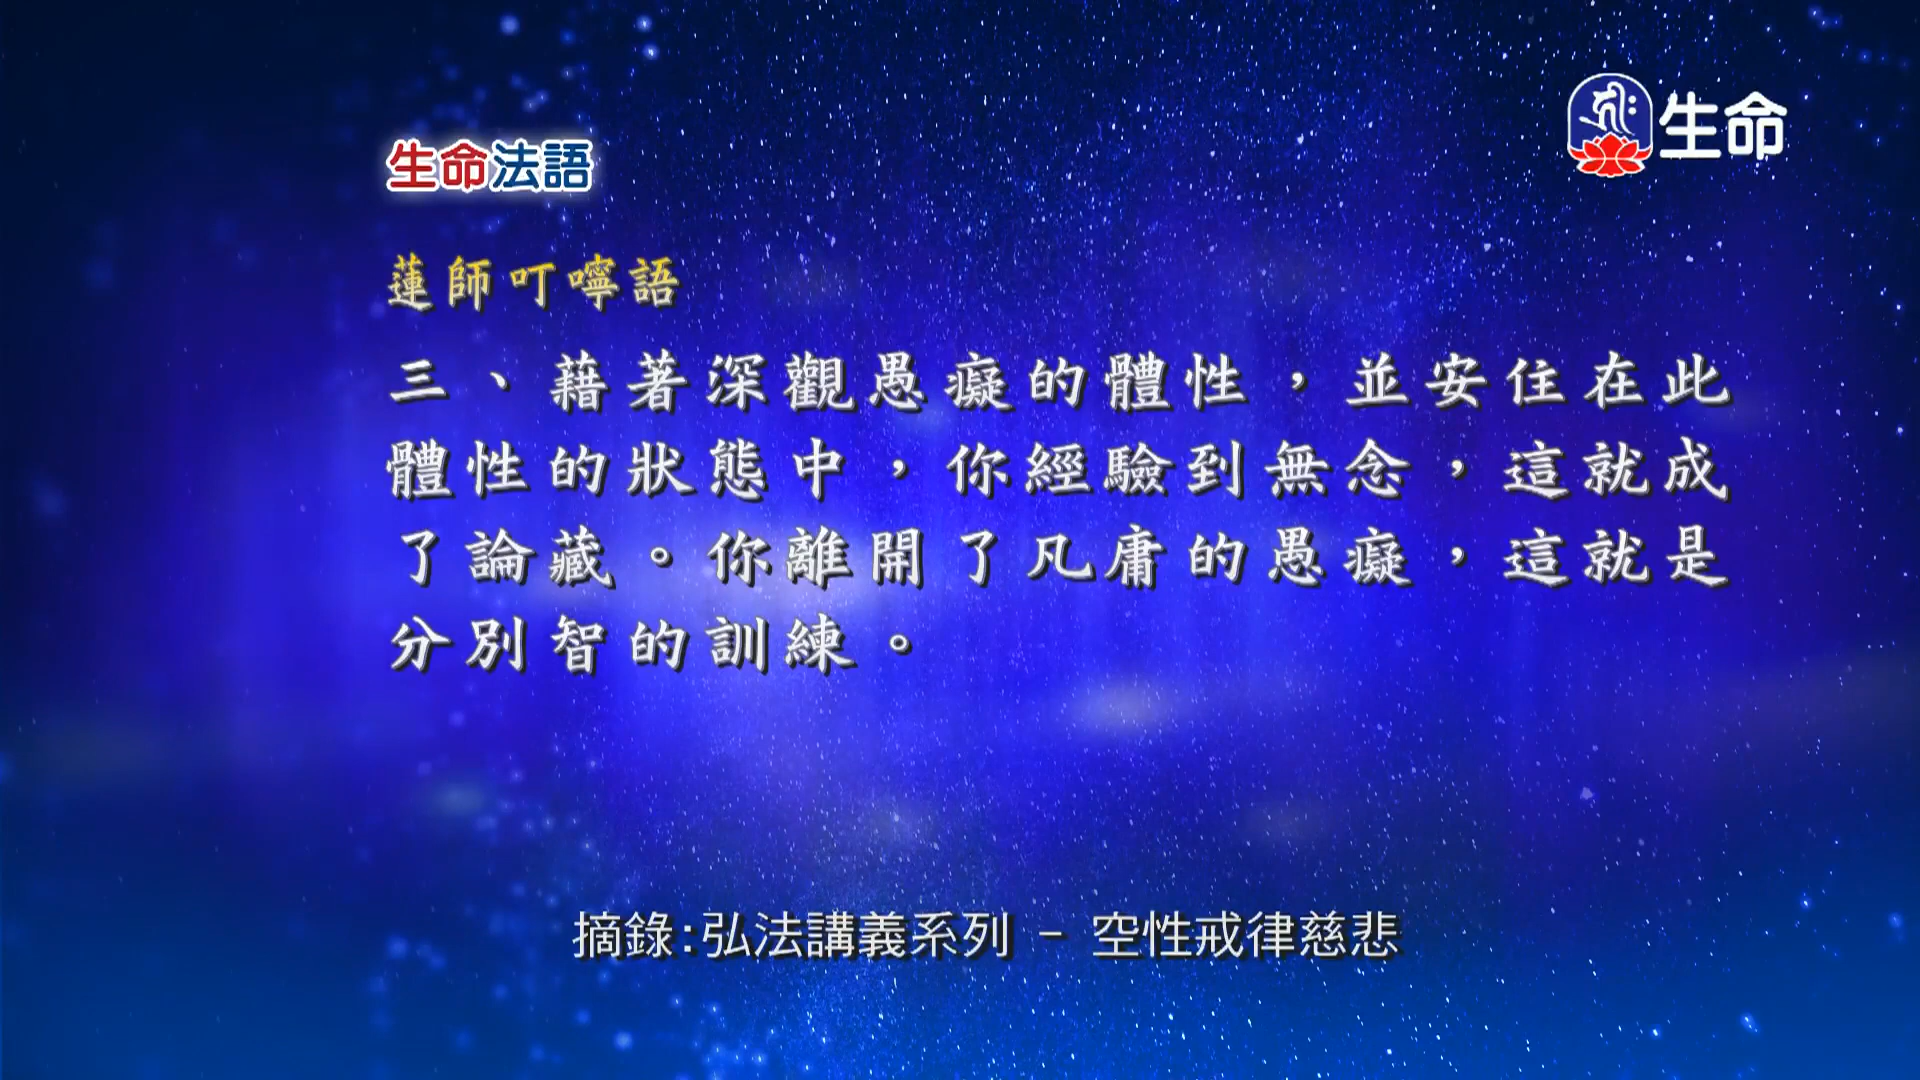 生命
生命法語
蓮師叮嚀語
三、藉著深觀愚癡的體性，並安住在此
體性的狀態中，你經驗到無念，這就成
了論藏。你離開了凡庸的愚癡，這就是
分別智的訓練。
摘錄:弘法講義系列 - 空性戒律慈悲